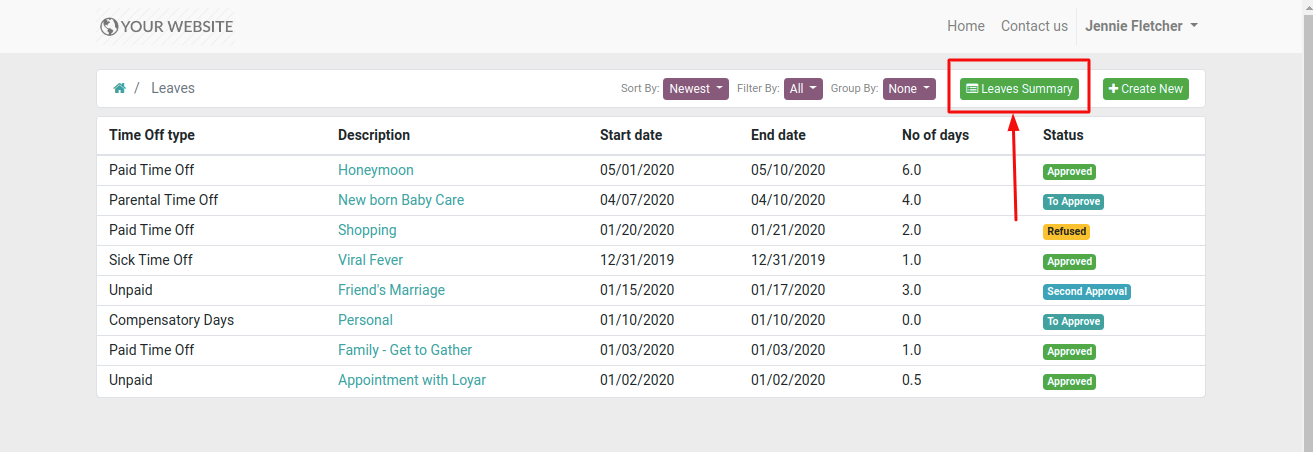 YOUR WEBSITE Home Contact us Jennie Fletcher
/ Leaves Sort By: Newest Filter By: All Group By: None Leaves Summary Create New
Time Off type Description Start date End date No of days Status
Paid Time Off Honeymoon 05/01/2020 05/10/2020 6.0 Approved
Parental Time Off New born Baby Care 04/07/2020 04/10/2020 4.0 To Approve
Paid Time Off Shopping 01/20/2020 01/21/2020 2.0 Refused
Sick Time Off Viral Fever 12/31/2019 12/31/2019 1.0 Approved
Unpaid Friend's Marriage 01/15/2020 01/17/2020 3.0 Second Approval
Compensatory Days Personal 01/10/2020 01/10/2020 0.0 To Approve
Paid Time Off Family - Get to Gather 01/03/2020 01/03/2020 1.0 Approved
Unpaid Appointment with Loyar 01/02/2020 01/02/2020 0.5 Approved